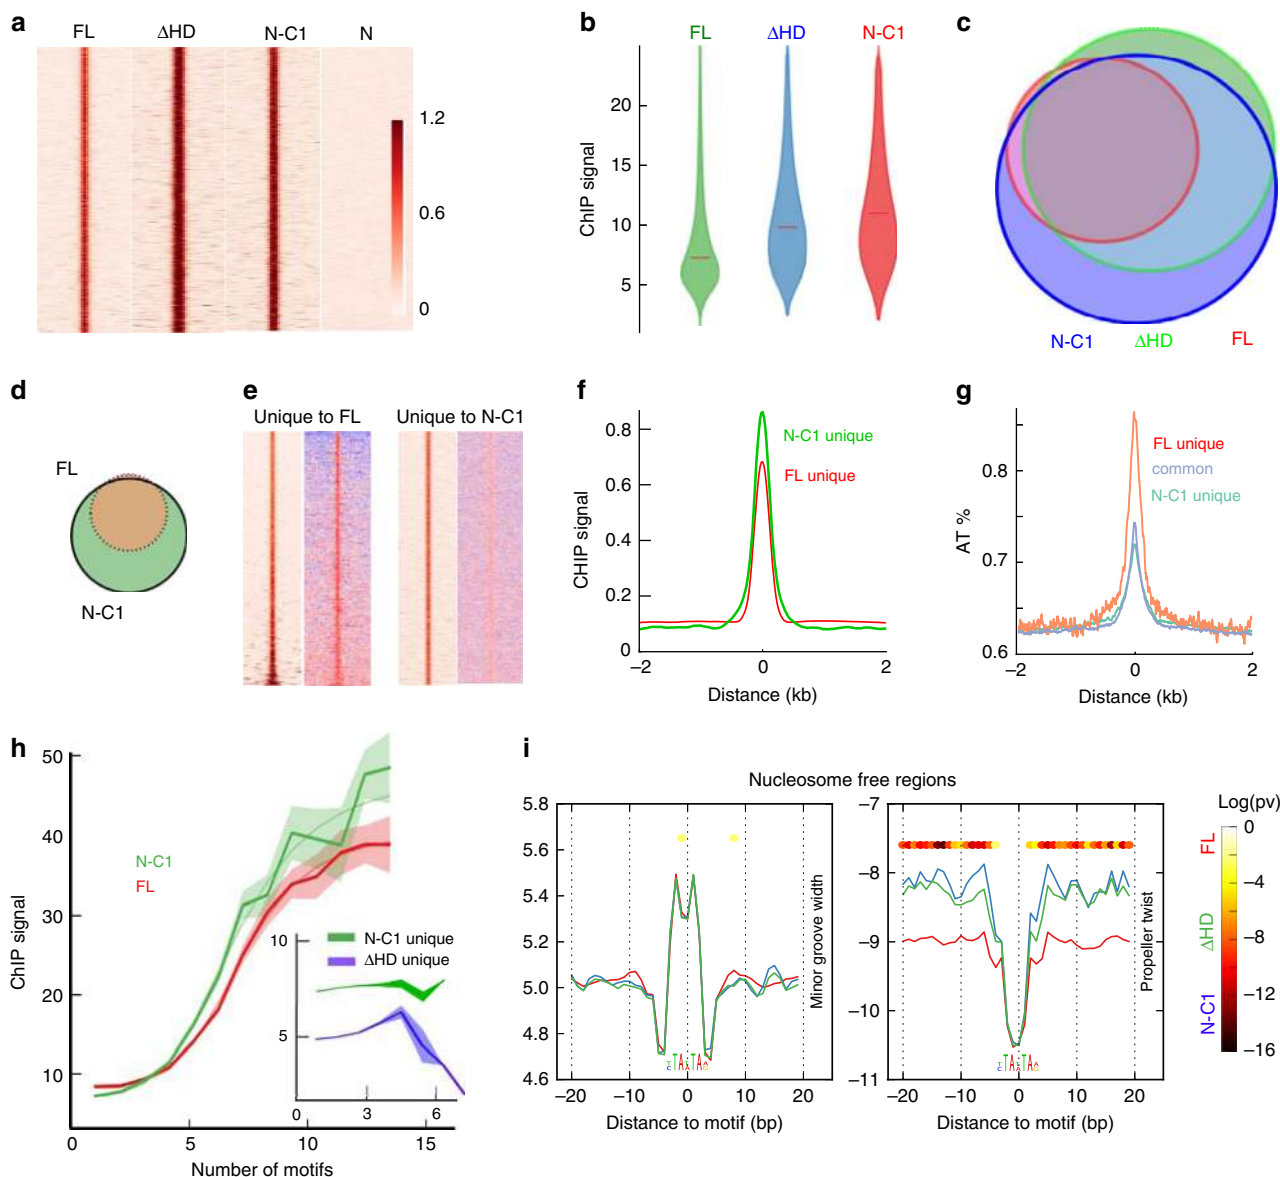 a
FL ΔHD N-C1 N
1.2
0.6
0
b
FL ΔHD N-C1
ChIP signal
20
15
10
5
c
N-C1 ΔHD FL
d
FL
N-C1
e
Unique to FL Unique to N-C1
f
CHIP signal
0.8
0.6
0.4
0.2
0
N-C1 unique
FL unique
−2 0 2
Distance (kb)
g
AT %
0.8
0.7
0.6
FL unique
common
N-C1 unique
−2 0 2
Distance (kb)
h
ChIP signal
50
40
30
20
10
N-C1
FL
0 5 10 15
Number of motifs
10
5
N-C1 unique
ΔHD unique
0 3 6
i
Nucleosome free regions
5.8
5.6
5.4
5.2
5.0
4.8
4.6
Minor groove width
−20 −10 0 10 20
Distance to motif (bp)
−7
−8
−9
−10
−11
Propeller twist
−20 −10 0 10 20
Distance to motif (bp)
Log(pv)
0
−4
−8
−12
−16
FL
ΔHD
N-C1